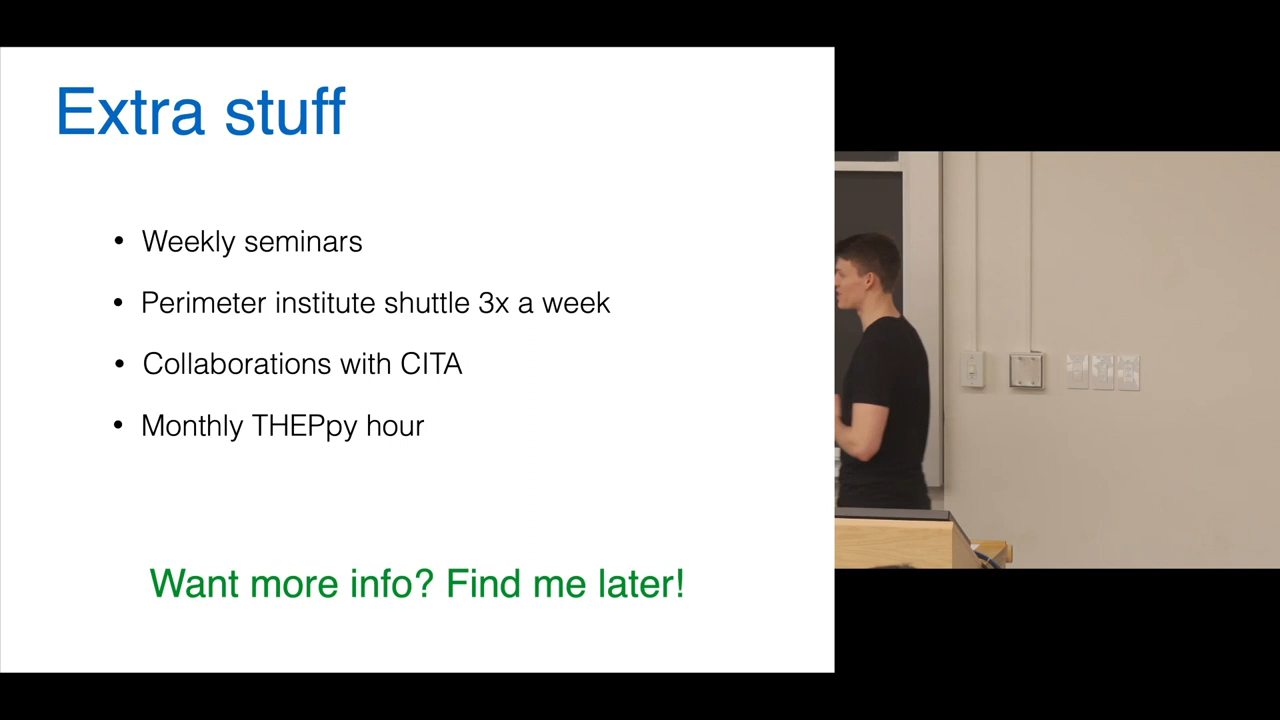 Extra stuff
• Weekly seminars
• Perimeter institute shuttle 3x a week
• Collaborations with CITA
• Monthly THEPpy hour
Want more info? Find me later!